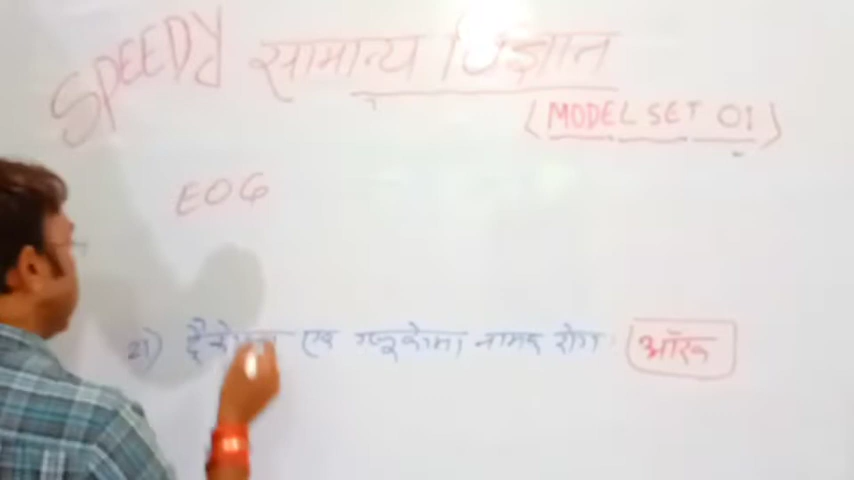 SPEEDY सामान्य विज्ञान
(MODEL SET 01)
EOG
21) एवं ग्लूकोमा नामक रोग आँख